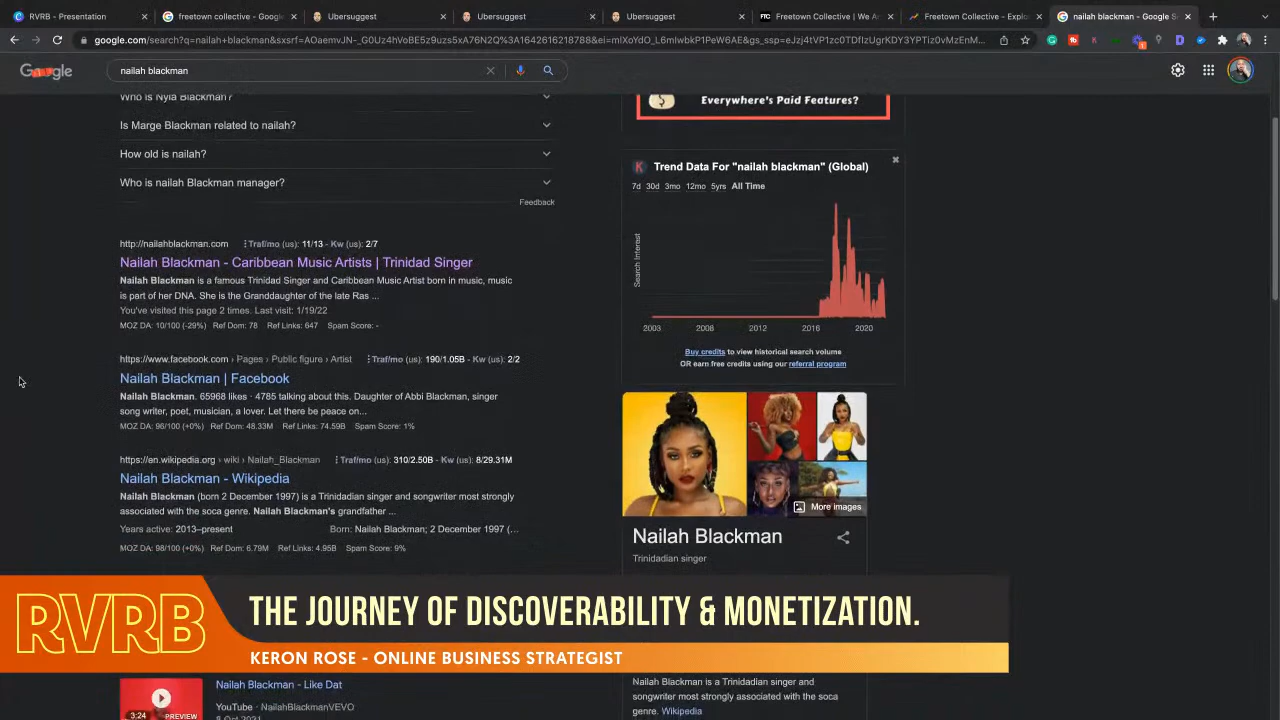 RVRB - Presentation
freetown collective - Google
Ubersuggest
Ubersuggest
Ubersuggest
Freetown Collective | We A
Freetown Collective – Explo
nailah blackman - Google S
nailah blackman
Google
Who is Nyla Blackman?
Is Marge Blackman related to nailah?
How old is nailah?
Who is nailah Blackman manager?
Feedback
http://nailahblackman.com Traf/mo (us): 11/13 - Kw (us): 2/7
Nailah Blackman - Caribbean Music Artists | Trinidad Singer
Nailah Blackman is a famous Trinidad Singer and Caribbean Music Artist born in music, music
is part of her DNA. She is the Granddaughter of the late Ras ...
You've visited this page 2 times. Last visit: 1/19/22
MOZ DA: 10/100 (-29%) Ref Dom: 78 Ref Links: 647 Spam Score: -
https://www.facebook.com › Pages › Public figure › Artist Traf/mo (us): 190/1.05B - Kw (us): 2/2
Nailah Blackman | Facebook
Nailah Blackman. 65968 likes · 4785 talking about this. Daughter of Abbi Blackman, singer
song writer, poet, musician, a lover. Let there be peace on...
MOZ DA: 96/100 (+0%) Ref Dom: 48.33M Ref Links: 74.59B Spam Score: 1%
https://en.wikipedia.org › wiki › Nailah_Blackman Traf/mo (us): 310/2.50B - Kw (us): 8/29.31M
Nailah Blackman - Wikipedia
Nailah Blackman (born 2 December 1997) is a Trinidadian singer and songwriter most strongly
associated with the soca genre. Nailah Blackman's grandfather ...
Years active: 2013–present Born: Nailah Blackman; 2 December 1997 (...
MOZ DA: 98/100 (+0%) Ref Dom: 6.79M Ref Links: 4.95B Spam Score: 9%
Everywhere's Paid Features?
K Trend Data For "nailah blackman" (Global)
7d 30d 3mo 12mo 5yrs All Time
Search Interest
2003 2008 2012 2016 2020
Buy credits to view historical search volume
OR earn free credits using our referral program
More images
Nailah Blackman
Trinidadian singer
RVRB
THE JOURNEY OF DISCOVERABILITY & MONETIZATION.
KERON ROSE - ONLINE BUSINESS STRATEGIST
3:24 PREVIEW
Nailah Blackman - Like Dat
YouTube · NailahBlackmanVEVO
8 Oct 2021
Nailah Blackman is a Trinidadian singer and
songwriter most strongly associated with the soca
genre. Wikipedia